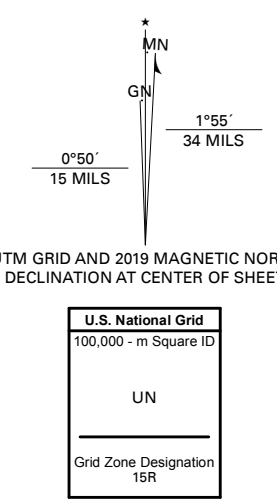 ★
MN
GN
1°55´
34 MILS
0°50´
15 MILS
UTM GRID AND 2019 MAGNETIC NOR
DECLINATION AT CENTER OF SHEET
U.S. National Grid
100,000 - m Square ID
UN
Grid Zone Designation
15R